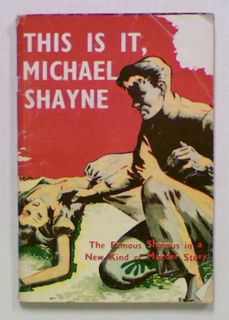 THIS IS IT,
MICHAEL
SHAYNE
The Famous Shamus in a
New Kind of Murder Story